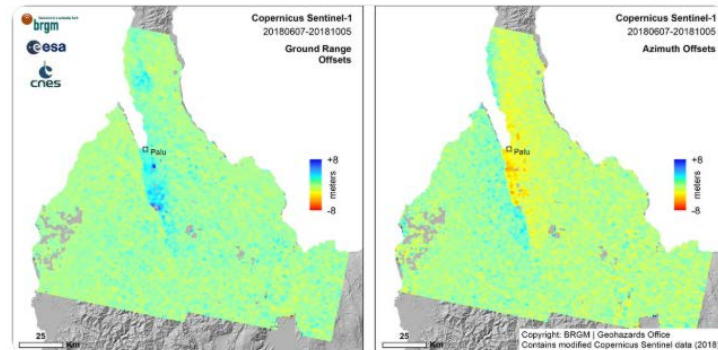 brgm
esa
cnes
Copernicus Sentinel-1
20180607-20181005
Ground Range
Offsets
Palu
+8
meters
-8
25
Km
Copernicus Sentinel-1
20180607-20181005
Azimuth Offsets
Palu
+8
meters
-8
25
Km
Copyright: BRGM | Geohazards Office
Contains modified Copernicus Sentinel data (2018)